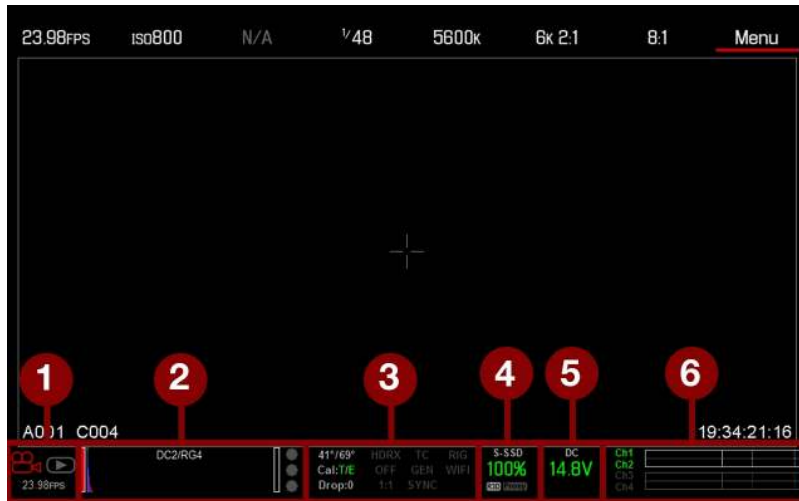 23.98FPS ISO800 N/A 1/48 5600K 6K 2:1 8:1 Menu
1 2 3 4 5 6
A001 C004 19:34:21:16
DC2/RG4
23.98FPS
41°/69° HDRX TC RIG
Cal:T/E OFF GEN WIFI
Drop:0 1:1 SYNC
S-SSD
100%
R3D Proxy
DC
14.8V
Ch1
Ch2
Ch3
Ch4